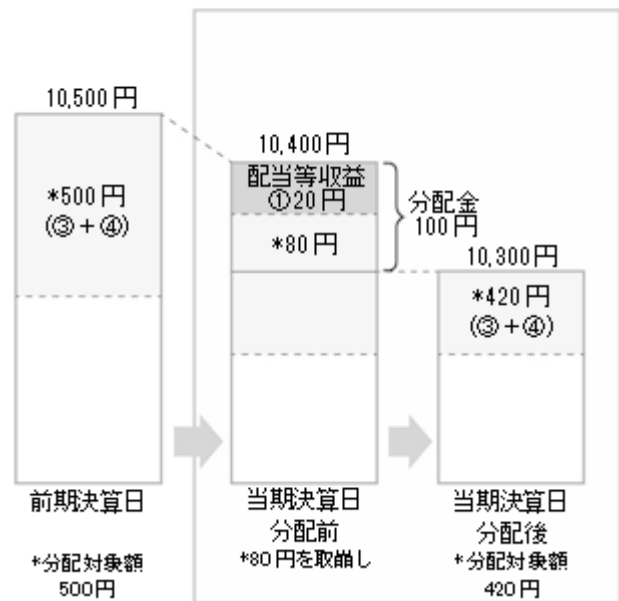 10,500円
*500円
(③+④)
前期決算日
*分配対象額
500円
10,400円
配当等収益
①20円
*80円
分配金
100円
当期決算日
分配前
*80円を取崩し
10,300円
*420円
(③+④)
当期決算日
分配後
*分配対象額
420円